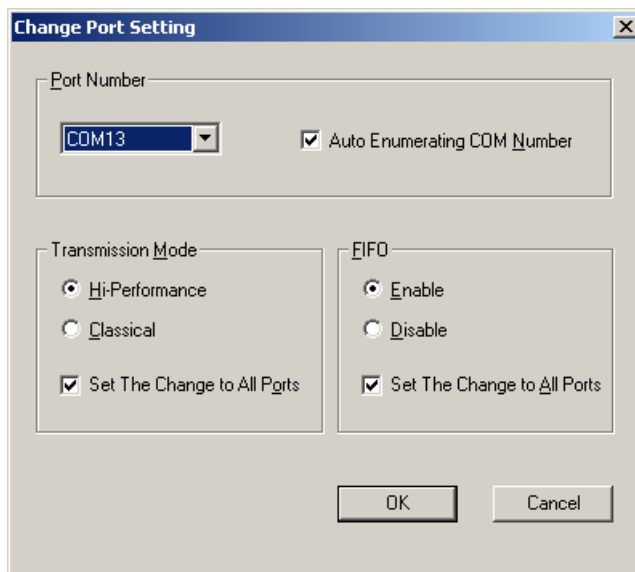 Change Port Setting
Port Number
COM13
Auto Enumerating COM Number
Transmission Mode
Hi-Performance
Classical
Set The Change to All Ports
FIFO
Enable
Disable
Set The Change to All Ports
OK
Cancel